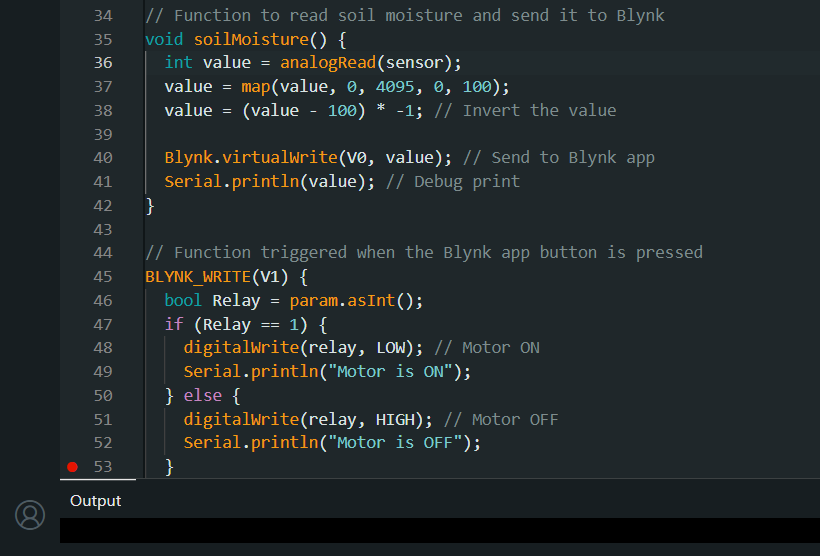 34 // Function to read soil moisture and send it to Blynk
35 void soilMoisture() {
36   int value = analogRead(sensor);
37   value = map(value, 0, 4095, 0, 100);
38   value = (value - 100) * -1; // Invert the value
39
40   Blynk.virtualWrite(V0, value); // Send to Blynk app
41   Serial.println(value); // Debug print
42 }
43
44 // Function triggered when the Blynk app button is pressed
45 BLYNK_WRITE(V1) {
46   bool Relay = param.asInt();
47   if (Relay == 1) {
48     digitalWrite(relay, LOW); // Motor ON
49     Serial.println("Motor is ON");
50   } else {
51     digitalWrite(relay, HIGH); // Motor OFF
52     Serial.println("Motor is OFF");
53   }
Output